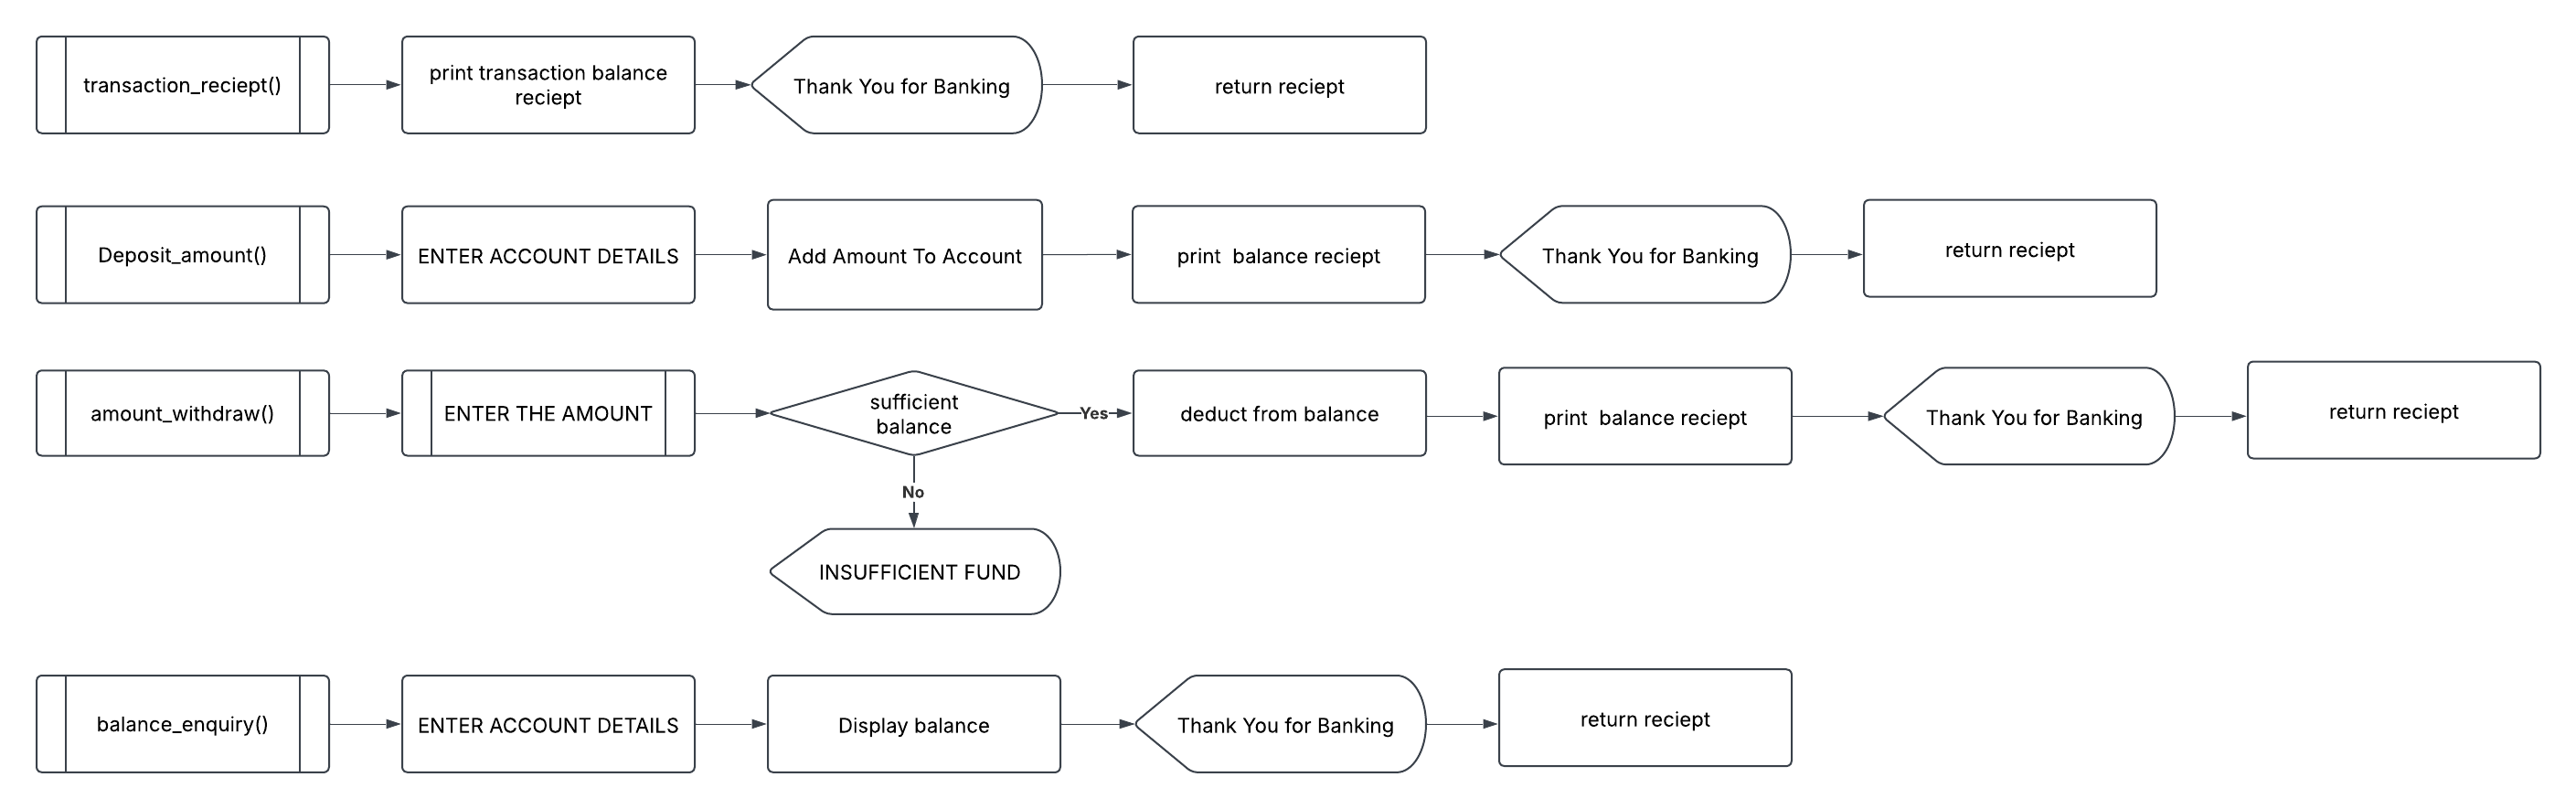 transaction_reciept()
print transaction balance
reciept
Thank You for Banking
return reciept
Deposit_amount()
ENTER ACCOUNT DETAILS
Add Amount To Account
print  balance reciept
Thank You for Banking
return reciept
amount_withdraw()
ENTER THE AMOUNT
sufficient
balance
Yes
deduct from balance
print  balance reciept
Thank You for Banking
return reciept
No
INSUFFICIENT FUND
balance_enquiry()
ENTER ACCOUNT DETAILS
Display balance
Thank You for Banking
return reciept